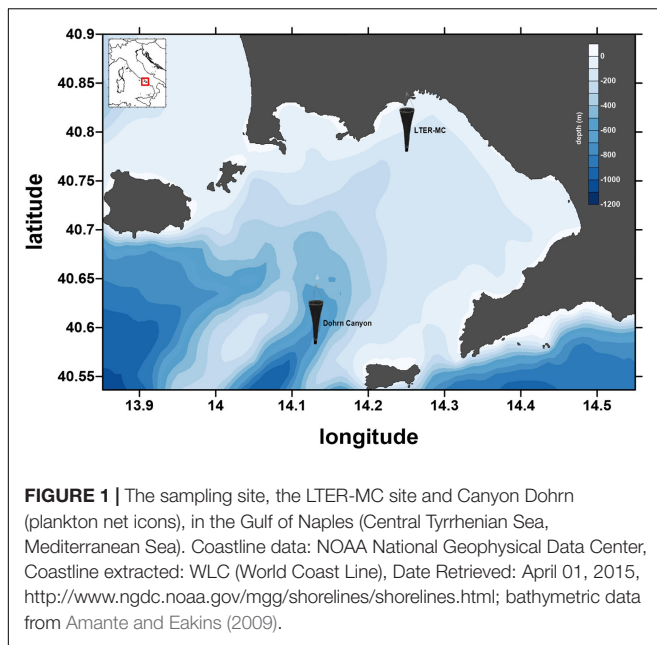 40.9
40.85
40.8
40.75
40.7
40.65
40.6
40.55
latitude
13.9 14 14.1 14.2 14.3 14.4 14.5
longitude
LTER-MC
Dohrn Canyon
depth (m)
0
-200
-400
-600
-800
-1000
-1200
FIGURE 1 | The sampling site, the LTER-MC site and Canyon Dohrn
(plankton net icons), in the Gulf of Naples (Central Tyrrhenian Sea,
Mediterranean Sea). Coastline data: NOAA National Geophysical Data Center,
Coastline extracted: WLC (World Coast Line), Date Retrieved: April 01, 2015,
http://www.ngdc.noaa.gov/mgg/shorelines/shorelines.html; bathymetric data
from Amante and Eakins (2009).